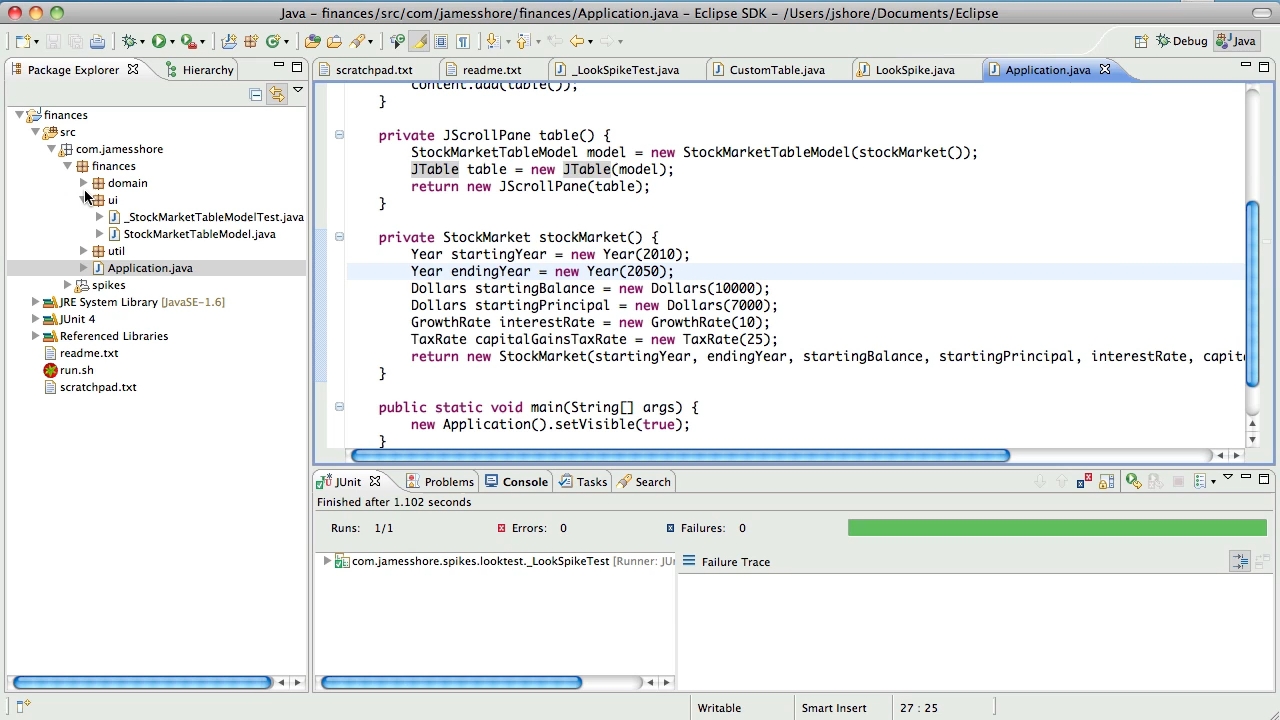 Java - finances/src/com/jamesshore/finances/Application.java - Eclipse SDK - /Users/jshore/Documents/Eclipse
Debug
Java
Package Explorer
Hierarchy
scratchpad.txt
readme.txt
_LookSpikeTest.java
CustomTable.java
LookSpike.java
Application.java
finances
src
com.jamesshore
finances
domain
ui
_StockMarketTableModelTest.java
StockMarketTableModel.java
util
Application.java
spikes
JRE System Library [JavaSE-1.6]
JUnit 4
Referenced Libraries
readme.txt
run.sh
scratchpad.txt
content.add(table());
}
private JScrollPane table() {
StockMarketTableModel model = new StockMarketTableModel(stockMarket());
JTable table = new JTable(model);
return new JScrollPane(table);
}
private StockMarket stockMarket() {
Year startingYear = new Year(2010);
Year endingYear = new Year(2050);
Dollars startingBalance = new Dollars(10000);
Dollars startingPrincipal = new Dollars(7000);
GrowthRate interestRate = new GrowthRate(10);
TaxRate capitalGainsTaxRate = new TaxRate(25);
return new StockMarket(startingYear, endingYear, startingBalance, startingPrincipal, interestRate, capit
}
public static void main(String[] args) {
new Application().setVisible(true);
}
JUnit
Problems
Console
Tasks
Search
Finished after 1.102 seconds
Runs: 1/1
Errors: 0
Failures: 0
com.jamesshore.spikes.looktest._LookSpikeTest [Runner: JU
Failure Trace
Writable
Smart Insert
27 : 25